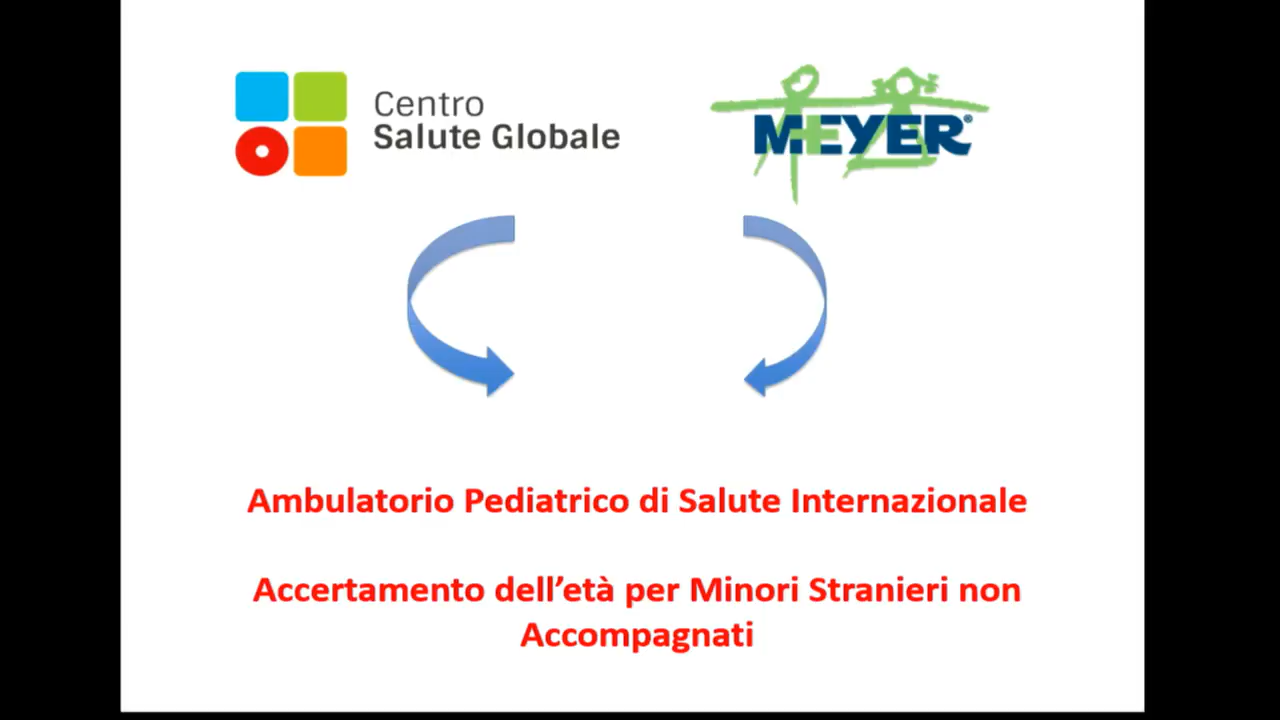 Centro
Salute Globale
MEYER®
Ambulatorio Pediatrico di Salute Internazionale
Accertamento dell’età per Minori Stranieri non
Accompagnati